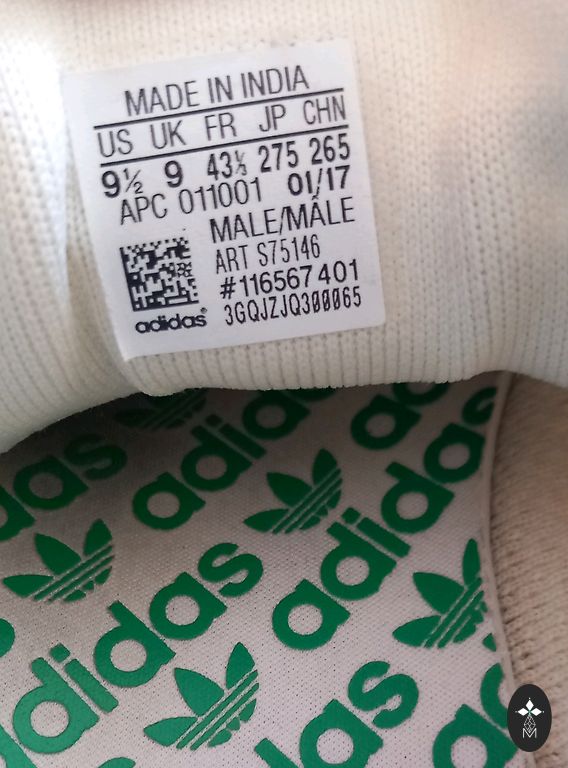 MADE IN INDIA
US UK FR JP CHN
9½ 9 43⅓ 275 265
APC 011001 01/17
MALE/MÂLE
ART S75146
#116567401
3GQJZJQ300065
adidas
adidas
adidas
adidas
adidas
adidas
adidas
M